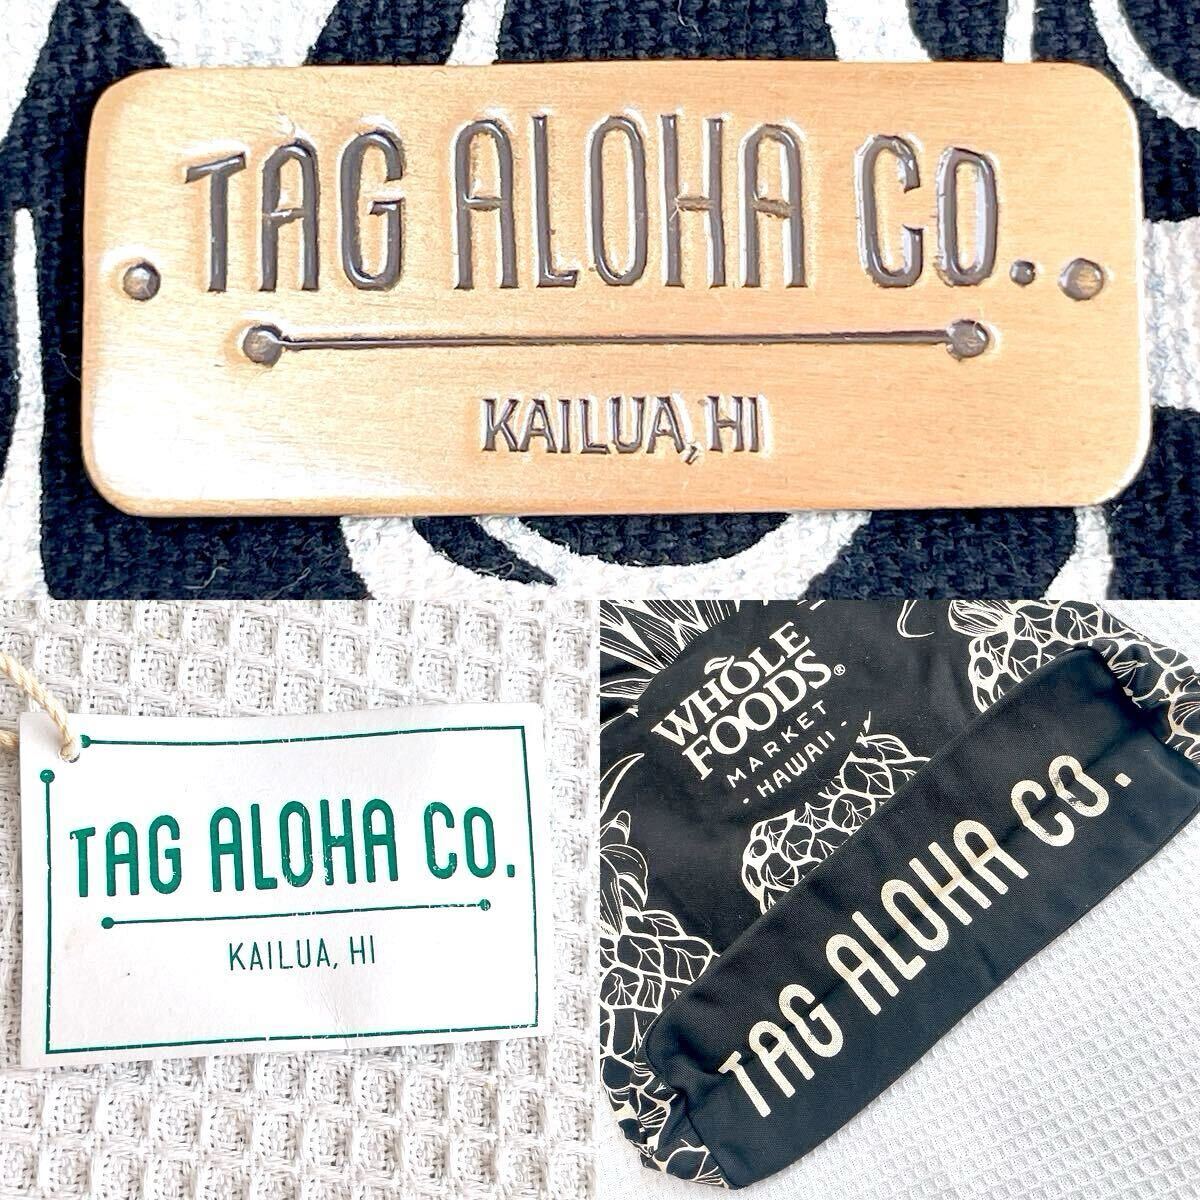 TAG ALOHA CO.
KAILUA, HI
TAG ALOHA CO.
KAILUA, HI
WHOLE
FOODS®
MARKET
- HAWAII -
TAG ALOHA CO.